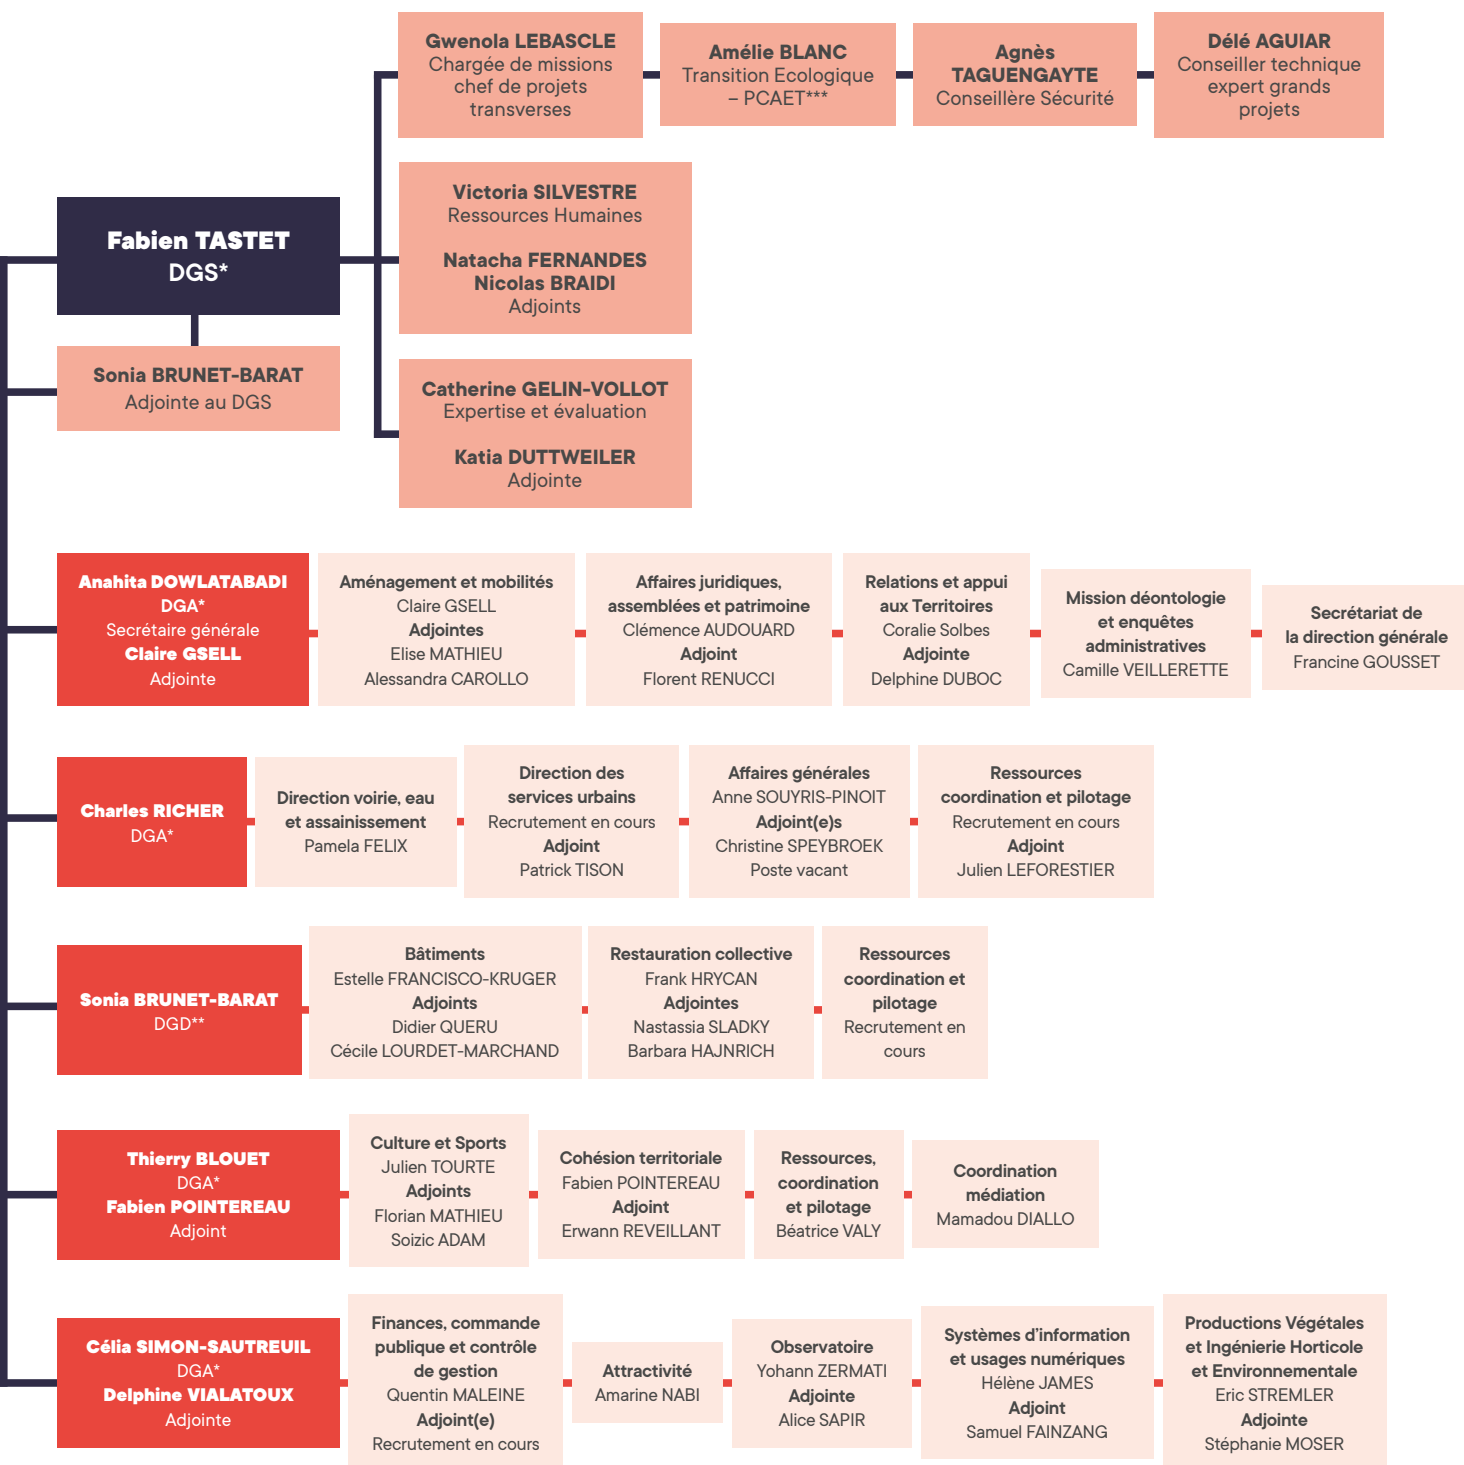 Gwenola LEBASCLE
Chargée de missions
chef de projets
transverses
Amélie BLANC
Transition Ecologique
– PCAET***
Agnès
TAGUENGAYTE
Conseillère Sécurité
Délé AGUIAR
Conseiller technique
expert grands
projets
Victoria SILVESTRE
Ressources Humaines
Natacha FERNANDES
Nicolas BRAIDI
Adjoints
Fabien TASTET
DGS*
Sonia BRUNET-BARAT
Adjointe au DGS
Catherine GELIN-VOLLOT
Expertise et évaluation
Katia DUTTWEILER
Adjointe
Anahita DOWLATABADI
DGA*
Secrétaire générale
Claire GSELL
Adjointe
Aménagement et mobilités
Claire GSELL
Adjointes
Elise MATHIEU
Alessandra CAROLLO
Affaires juridiques,
assemblées et patrimoine
Clémence AUDOUARD
Adjoint
Florent RENUCCI
Relations et appui
aux Territoires
Coralie Solbes
Adjointe
Delphine DUBOC
Mission déontologie
et enquêtes
administratives
Camille VEILLERETTE
Secrétariat de
la direction générale
Francine GOUSSET
Charles RICHER
DGA*
Direction voirie, eau
et assainissement
Pamela FELIX
Direction des
services urbains
Recrutement en cours
Adjoint
Patrick TISON
Affaires générales
Anne SOUYRIS-PINOIT
Adjoint(e)s
Christine SPEYBROEK
Poste vacant
Ressources
coordination et pilotage
Recrutement en cours
Adjoint
Julien LEFORESTIER
Sonia BRUNET-BARAT
DGD**
Bâtiments
Estelle FRANCISCO-KRUGER
Adjoints
Didier QUERU
Cécile LOURDET-MARCHAND
Restauration collective
Frank HRYCAN
Adjointes
Nastassia SLADKY
Barbara HAJNRICH
Ressources
coordination et
pilotage
Recrutement en
cours
Thierry BLOUET
DGA*
Fabien POINTEREAU
Adjoint
Culture et Sports
Julien TOURTE
Adjoints
Florian MATHIEU
Soizic ADAM
Cohésion territoriale
Fabien POINTEREAU
Adjoint
Erwann REVEILLANT
Ressources,
coordination
et pilotage
Béatrice VALY
Coordination
médiation
Mamadou DIALLO
Célia SIMON-SAUTREUIL
DGA*
Delphine VIALATOUX
Adjointe
Finances, commande
publique et contrôle
de gestion
Quentin MALEINE
Adjoint(e)
Recrutement en cours
Attractivité
Amarine NABI
Observatoire
Yohann ZERMATI
Adjointe
Alice SAPIR
Systèmes d'information
et usages numériques
Hélène JAMES
Adjoint
Samuel FAINZANG
Productions Végétales
et Ingénierie Horticole
et Environnementale
Eric STREMLER
Adjointe
Stéphanie MOSER